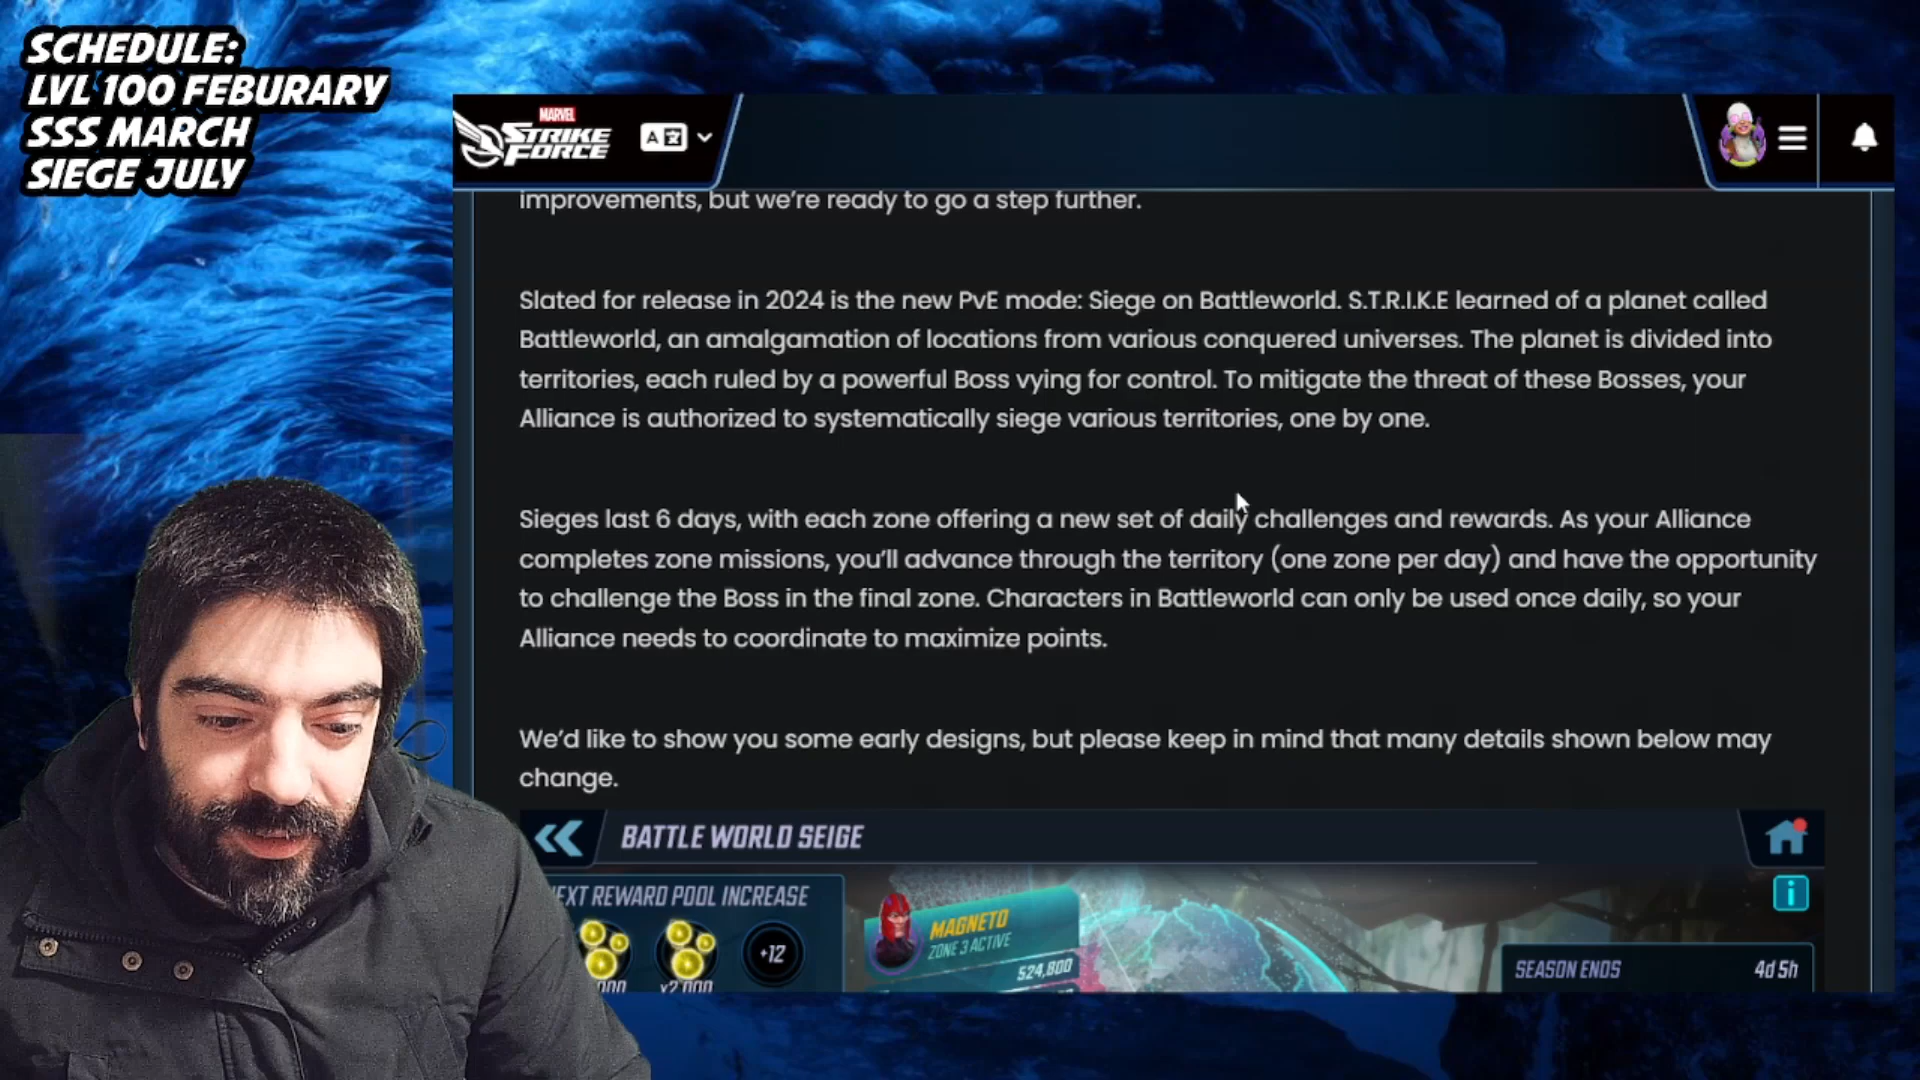 SCHEDULE:
LVL 100 FEBURARY
SSS MARCH
SIEGE JULY
MARVEL
STRIKE
FORCE
A
improvements, but we're ready to go a step further.
Slated for release in 2024 is the new PvE mode: Siege on Battleworld. S.T.R.I.K.E learned of a planet called
Battleworld, an amalgamation of locations from various conquered universes. The planet is divided into
territories, each ruled by a powerful Boss vying for control. To mitigate the threat of these Bosses, your
Alliance is authorized to systematically siege various territories, one by one.
Sieges last 6 days, with each zone offering a new set of daily challenges and rewards. As your Alliance
completes zone missions, you'll advance through the territory (one zone per day) and have the opportunity
to challenge the Boss in the final zone. Characters in Battleworld can only be used once daily, so your
Alliance needs to coordinate to maximize points.
We'd like to show you some early designs, but please keep in mind that many details shown below may
change.
BATTLE WORLD SEIGE
EXT REWARD POOL INCREASE
x2,000
+12
MAGNETO
ZONE 3 ACTIVE
524,800
i
SEASON ENDS 4d 5h